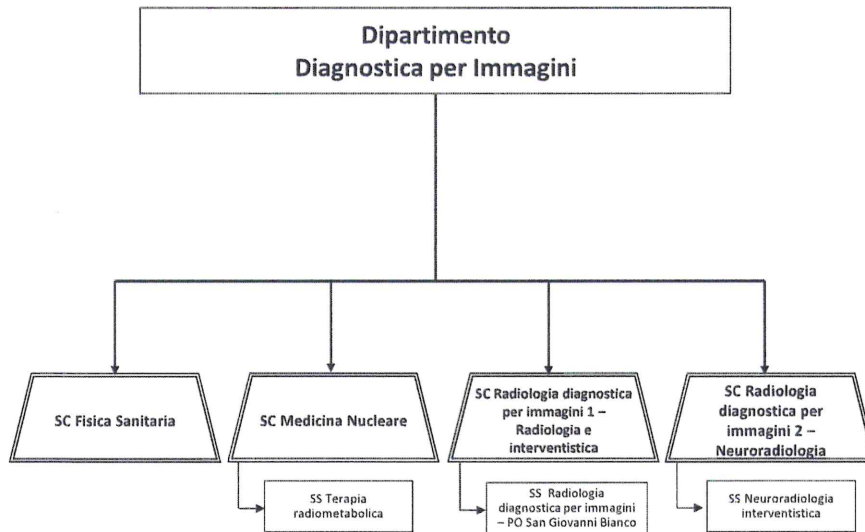 Dipartimento
Diagnostica per Immagini
SC Fisica Sanitaria
SC Medicina Nucleare
SC Radiologia diagnostica
per immagini 1 –
Radiologia e
interventistica
SC Radiologia
diagnostica per
immagini 2 –
Neuroradiologia
SS Terapia
radiometabolica
SS Radiologia
diagnostica per immagini
– PO San Giovanni Bianco
SS Neuroradiologia
interventistica